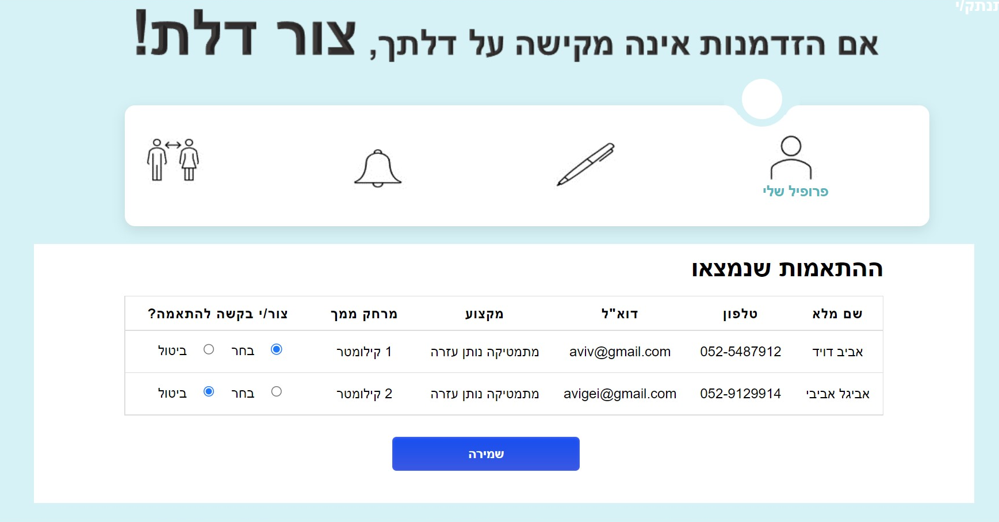 תנתק/י
אם הזדמנות אינה מקישה על דלתך, צור דלת!
פרופיל שלי
ההתאמות שנמצאו
שם מלא טלפון דוא"ל מקצוע מרחק ממך צור/י בקשה להתאמה?
אביב דויד 052-5487912 aviv@gmail.com מתמטיקה נותן עזרה 1 קילומטר בחר ביטול
אביגל אביבי 052-9129914 avigei@gmail.com מתמטיקה נותן עזרה 2 קילומטר בחר ביטול
שמירה